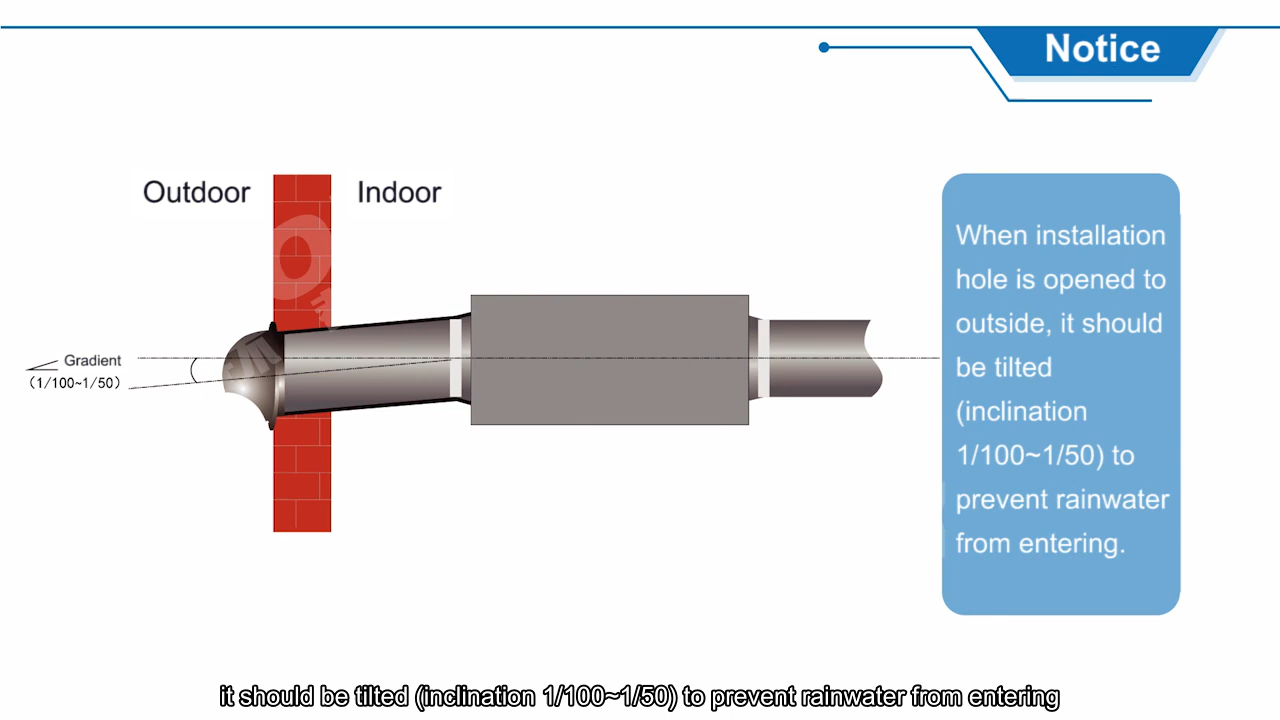 Notice
Outdoor
Indoor
Gradient
(1/100~1/50)
When installation
hole is opened to
outside, it should
be tilted
(inclination
1/100~1/50) to
prevent rainwater
from entering.
it should be tilted (inclination 1/100~1/50) to prevent rainwater from entering